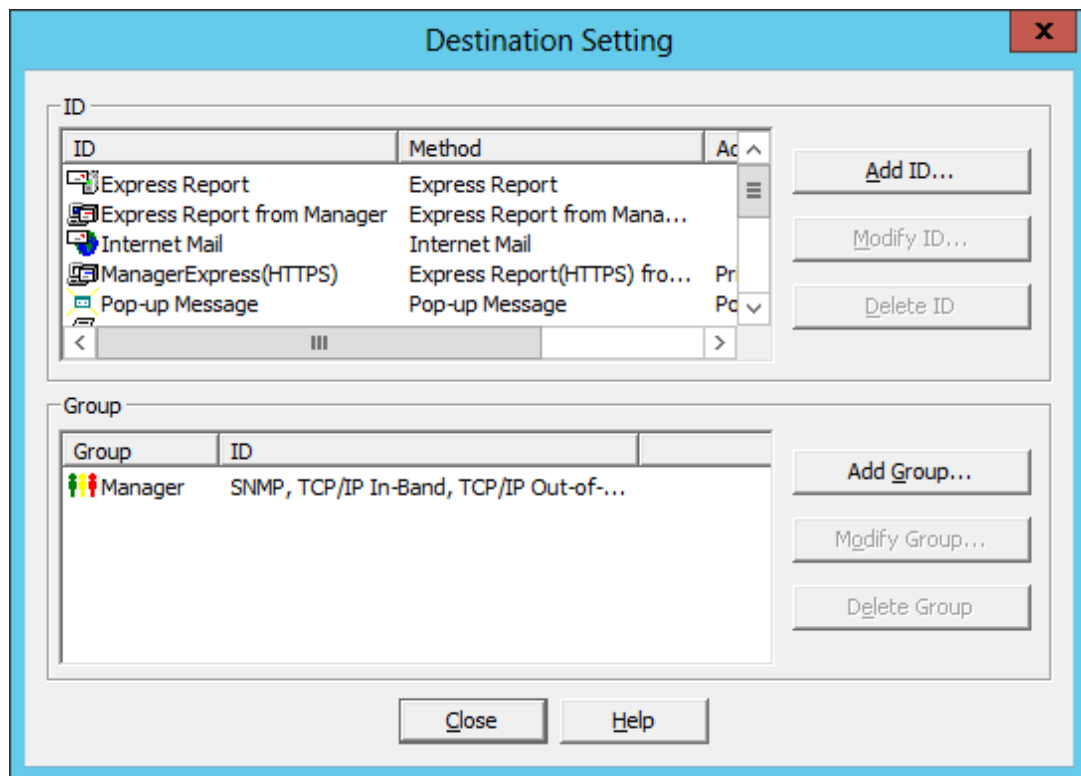 Destination Setting
x
ID
ID Method Ad
Express Report Express Report
Express Report from Manager Express Report from Mana...
Internet Mail Internet Mail
ManagerExpress(HTTPS) Express Report(HTTPS) fro... Pri
Pop-up Message Pop-up Message Po
Add ID...
Modify ID...
Delete ID
Group
Group ID
Manager SNMP, TCP/IP In-Band, TCP/IP Out-of-...
Add Group...
Modify Group...
Delete Group
Close Help